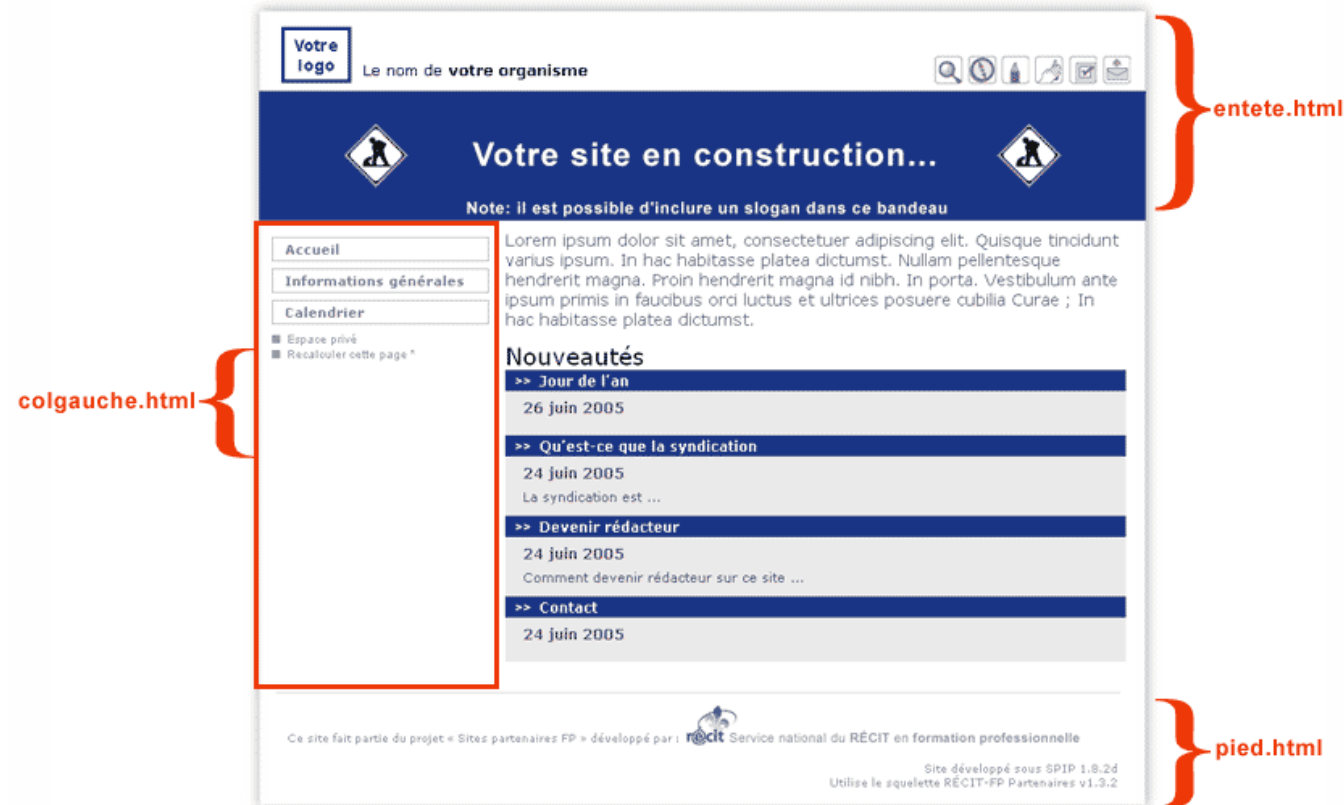 Votre
logo
Le nom de votre organisme
entete.html
Votre site en construction...
Note: il est possible d'inclure un slogan dans ce bandeau
Accueil
Informations générales
Calendrier
Espace privé
Recalculer cette page *
colgauche.html
Lorem ipsum dolor sit amet, consectetuer adipiscing elit. Quisque tincidunt
varius ipsum. In hac habitasse platea dictumst. Nullam pellentesque
hendrerit magna. Proin hendrerit magna id nibh. In porta. Vestibulum ante
ipsum primis in faucibus orci luctus et ultrices posuere cubilia Curae ; In
hac habitasse platea dictumst.
Nouveautés
>> Jour de l'an
26 juin 2005
>> Qu'est-ce que la syndication
24 juin 2005
La syndication est ...
>> Devenir rédacteur
24 juin 2005
Comment devenir rédacteur sur ce site ...
>> Contact
24 juin 2005
Ce site fait partie du projet « Sites partenaires FP » développé par : récit Service national du RÉCIT en formation professionnelle
pied.html
Site développé sous SPIP 1.8.2d
Utilise le squelette RÉCIT-FP Partenaires v1.3.2